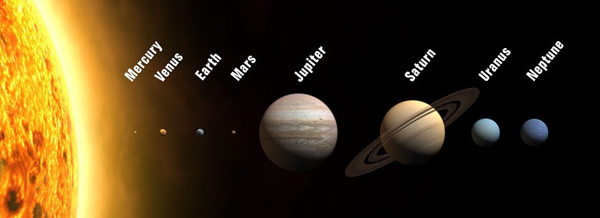 Mercury
Venus
Earth
Mars
Jupiter
Saturn
Uranus
Neptune